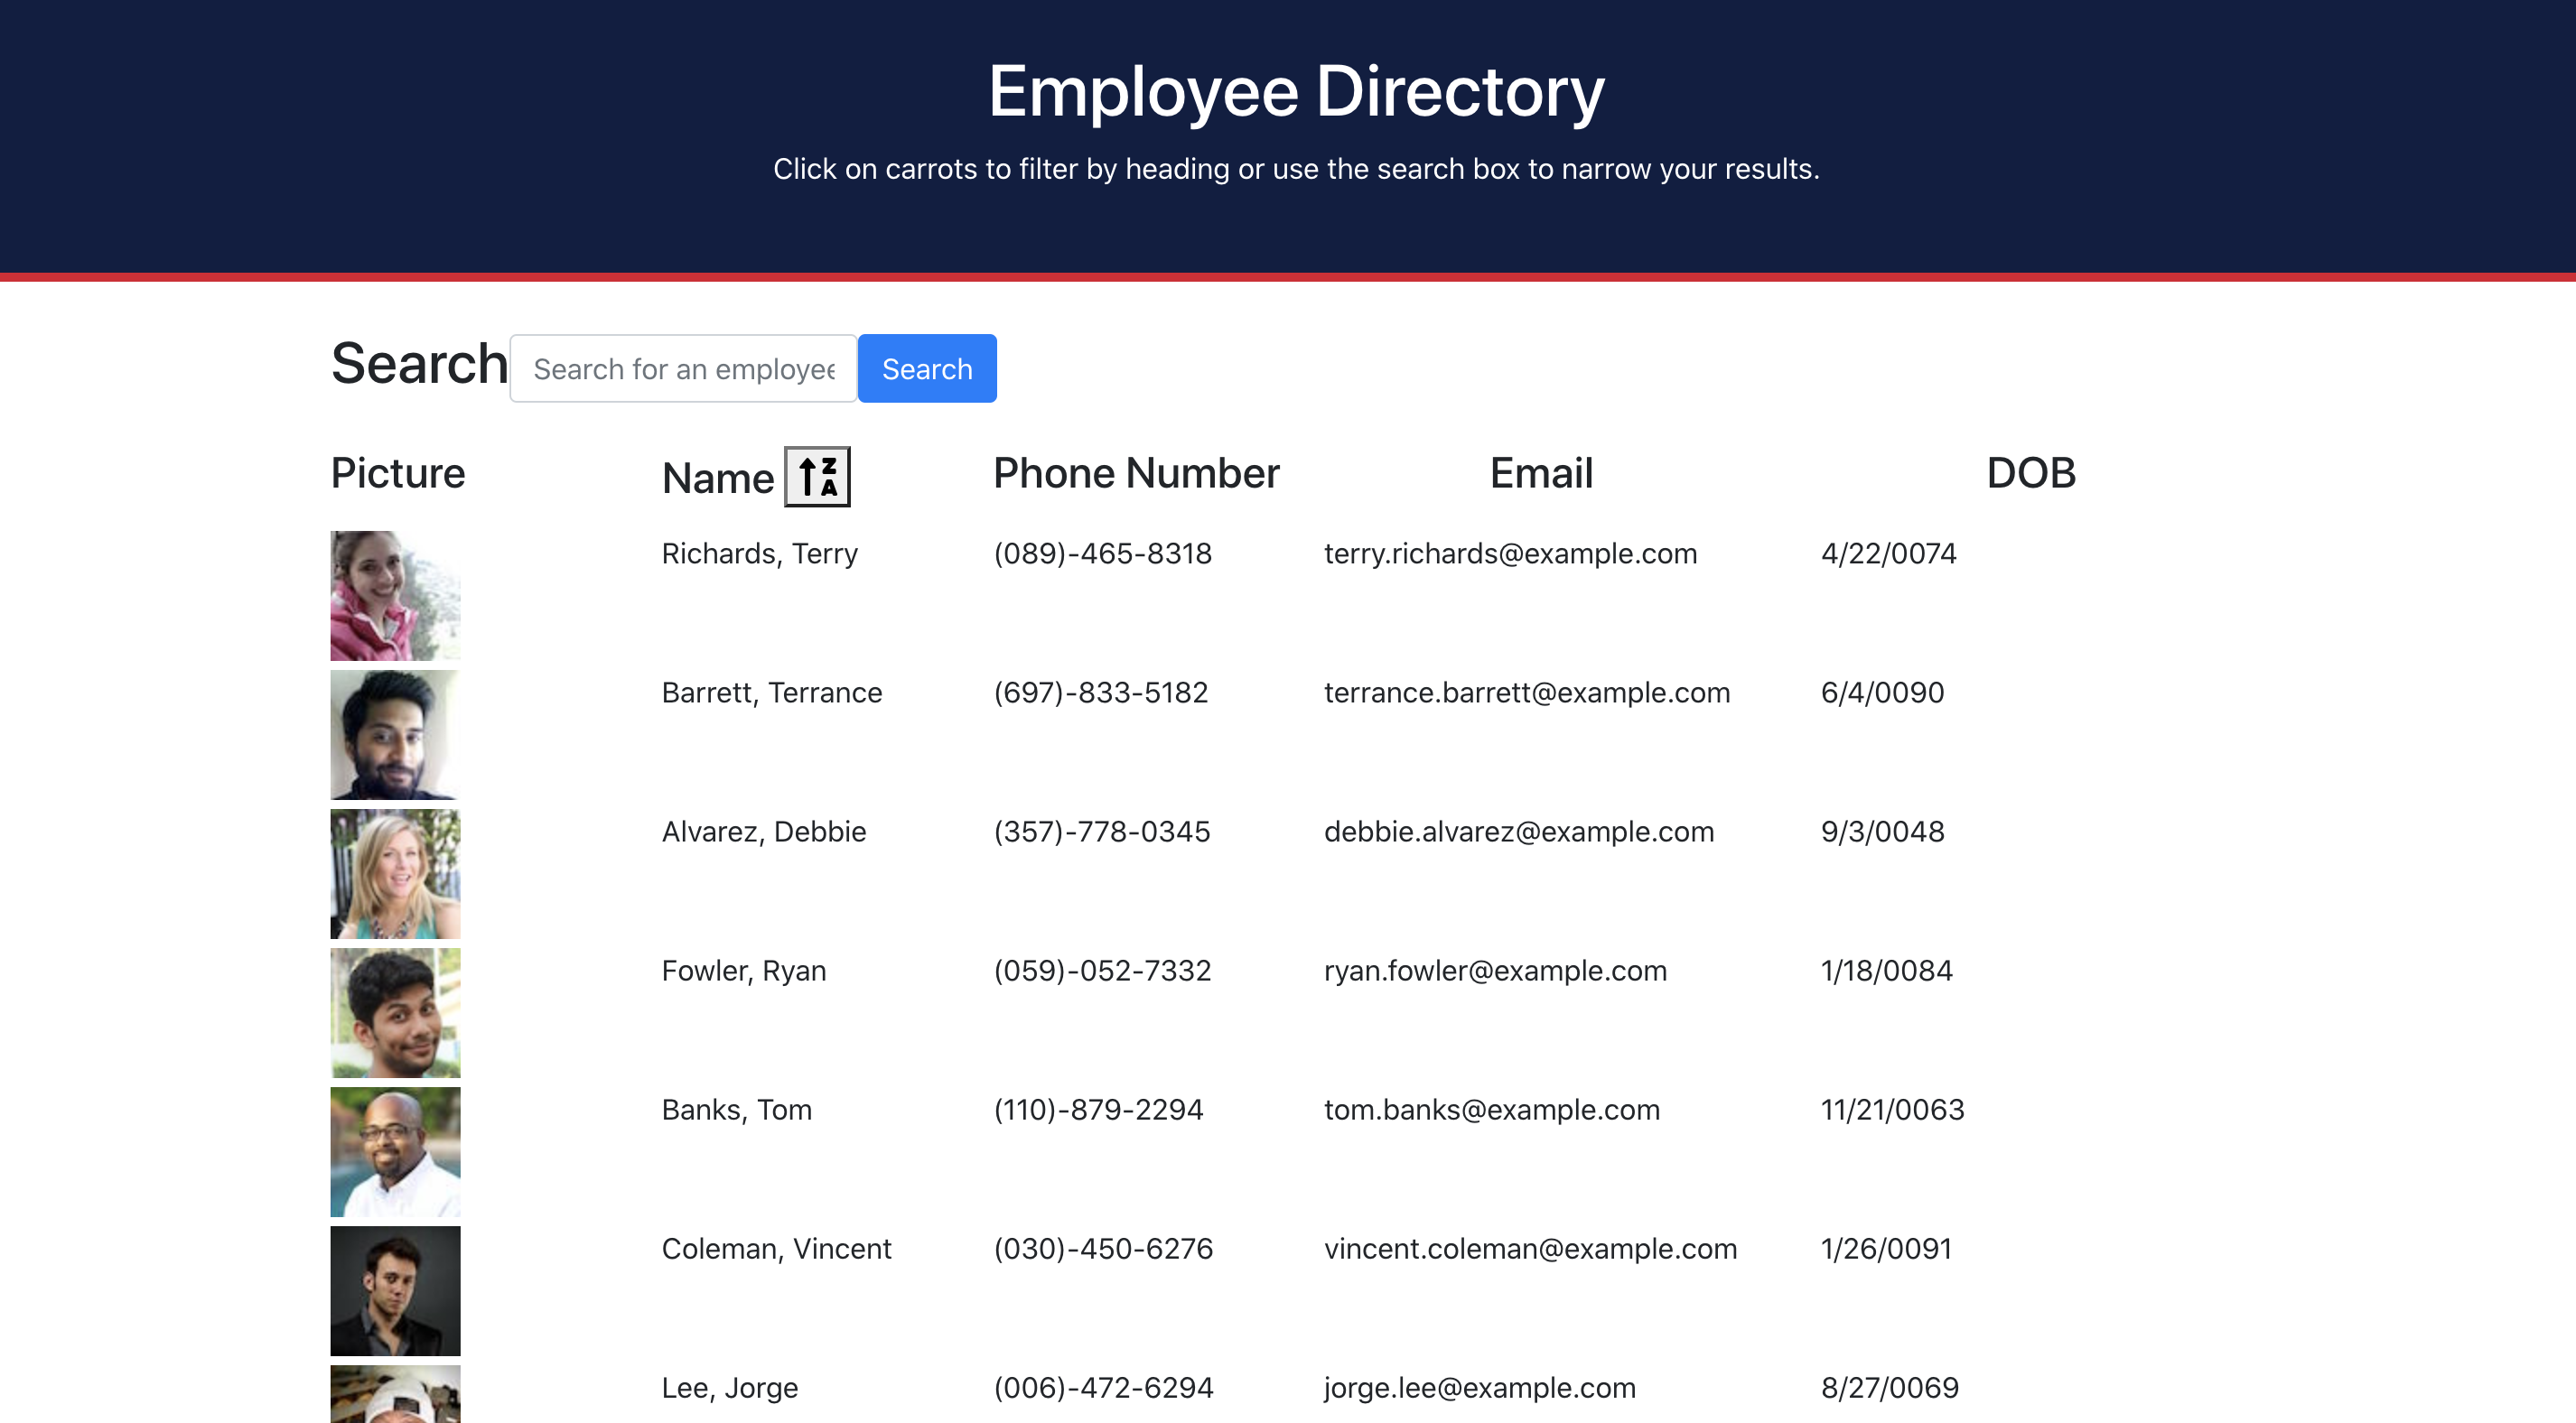 Employee Directory
Click on carrots to filter by heading or use the search box to narrow your results.
Search Search for an employee Search
Picture Name Z A Phone Number Email DOB
Richards, Terry (089)-465-8318 terry.richards@example.com 4/22/0074
Barrett, Terrance (697)-833-5182 terrance.barrett@example.com 6/4/0090
Alvarez, Debbie (357)-778-0345 debbie.alvarez@example.com 9/3/0048
Fowler, Ryan (059)-052-7332 ryan.fowler@example.com 1/18/0084
Banks, Tom (110)-879-2294 tom.banks@example.com 11/21/0063
Coleman, Vincent (030)-450-6276 vincent.coleman@example.com 1/26/0091
Lee, Jorge (006)-472-6294 jorge.lee@example.com 8/27/0069